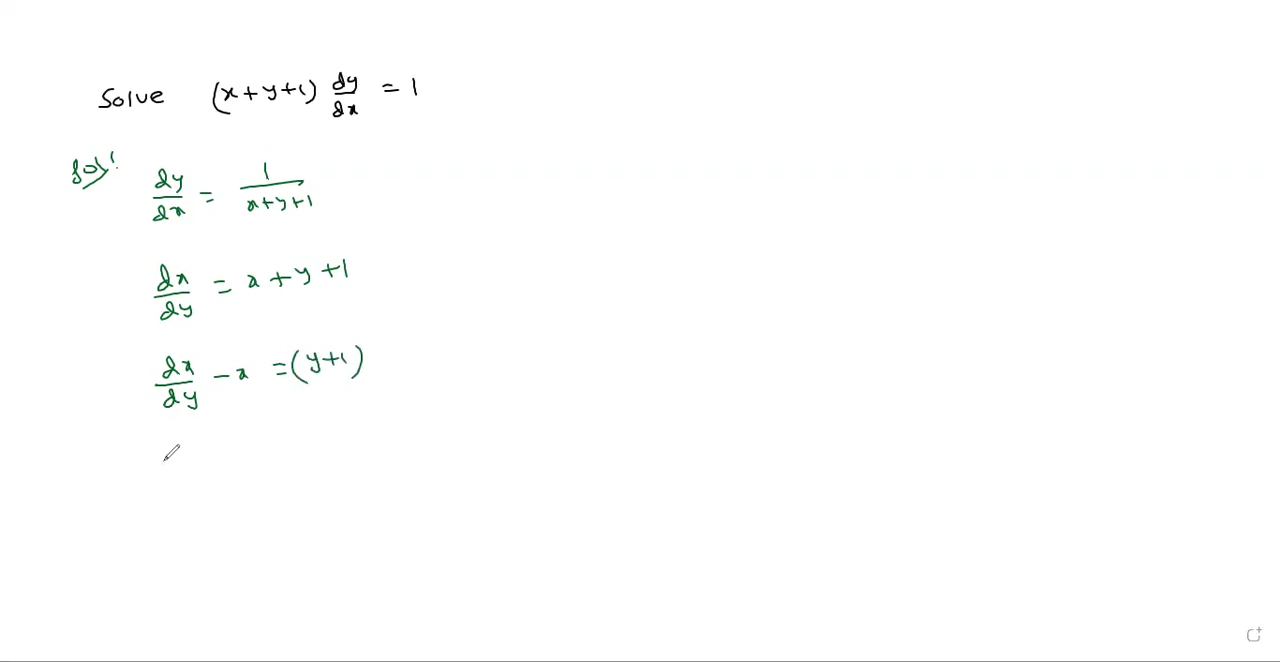 Solve (x+y+1) dy/dx = 1
Sol:
dy/dx = 1/(x+y+1)
dx/dy = x+y+1
dx/dy - x = (y+1)